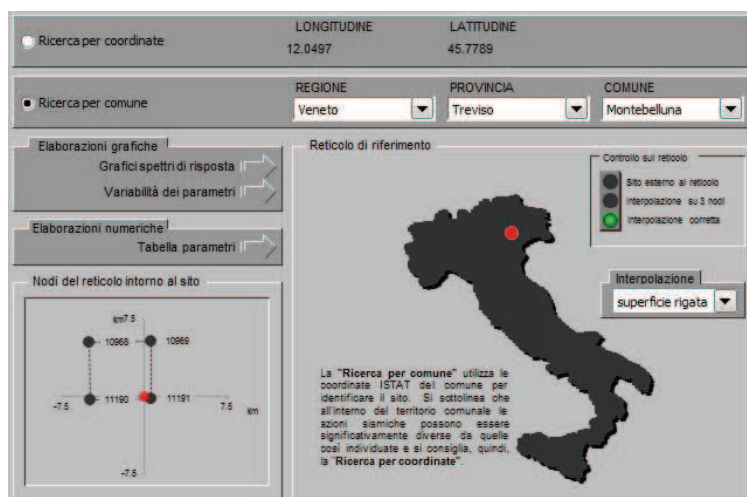 LONGITUDINE LATITUDINE
Ricerca per coordinate 12.0497 45.7789
REGIONE PROVINCIA COMUNE
Ricerca per comune Veneto Treviso Montebelluna
Elaborazioni grafiche
Grafici spettri di risposta
Variabilità dei parametri
Elaborazioni numeriche
Tabella parametri
Nodi del reticolo intorno al sito
km 7.5
10968 10969
-7.5 11190 11191 7.5 km
-7.5
Reticolo di riferimento
Controllo sul reticolo
Sito esterno al reticolo
Interpolazione su 3 nodi
Interpolazione corretta
Interpolazione
superficie rigata
La "Ricerca per comune" utilizza le
coordinate ISTAT del comune per
identificare il sito. Si sottolinea che
all'interno del territorio comunale le
azioni sismiche possono essere
significativamente diverse da quelle
così individuate e si consiglia, quindi,
la "Ricerca per coordinate".